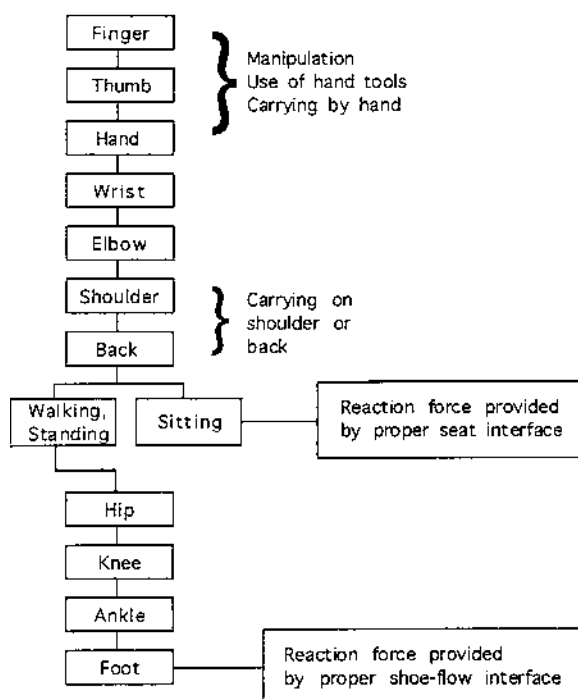 Finger
Thumb
Hand
Manipulation
Use of hand tools
Carrying by hand
Wrist
Elbow
Shoulder
Back
Carrying on
shoulder or
back
Walking,
Standing
Sitting
Reaction force provided
by proper seat interface
Hip
Knee
Ankle
Foot
Reaction force provided
by proper shoe-flow interface